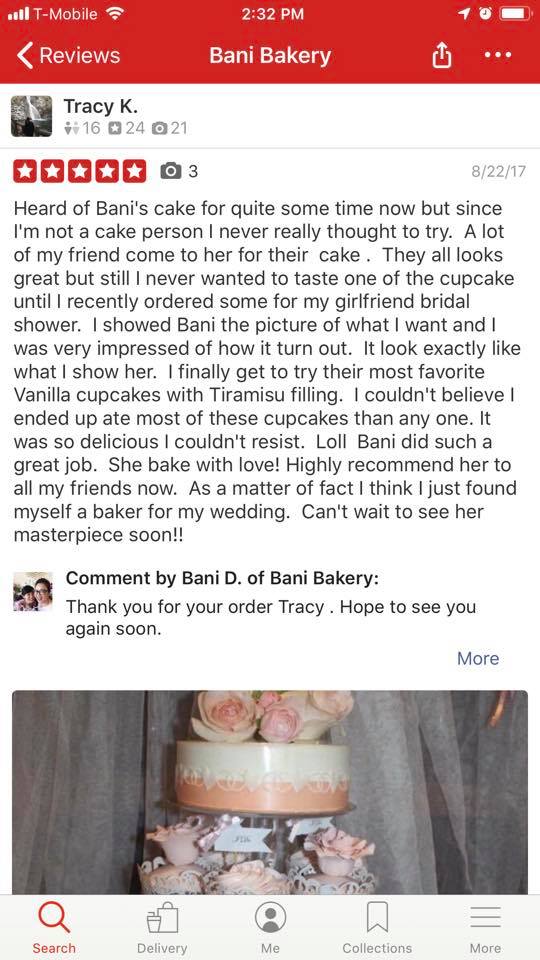 T-Mobile 2:32 PM
Reviews Bani Bakery
Tracy K.
16 24 21
3 8/22/17
Heard of Bani's cake for quite some time now but since
I'm not a cake person I never really thought to try.  A lot
of my friend come to her for their  cake .  They all looks
great but still I never wanted to taste one of the cupcake
until I recently ordered some for my girlfriend bridal
shower.  I showed Bani the picture of what I want and I
was very impressed of how it turn out.  It look exactly like
what I show her.  I finally get to try their most favorite
Vanilla cupcakes with Tiramisu filling.  I couldn't believe I
ended up ate most of these cupcakes than any one. It
was so delicious I couldn't resist.  Loll  Bani did such a
great job.  She bake with love! Highly recommend her to
all my friends now.  As a matter of fact I think I just found
myself a baker for my wedding.  Can't wait to see her
masterpiece soon!!
Comment by Bani D. of Bani Bakery:
Thank you for your order Tracy . Hope to see you
again soon.
More
Search Delivery Me Collections More